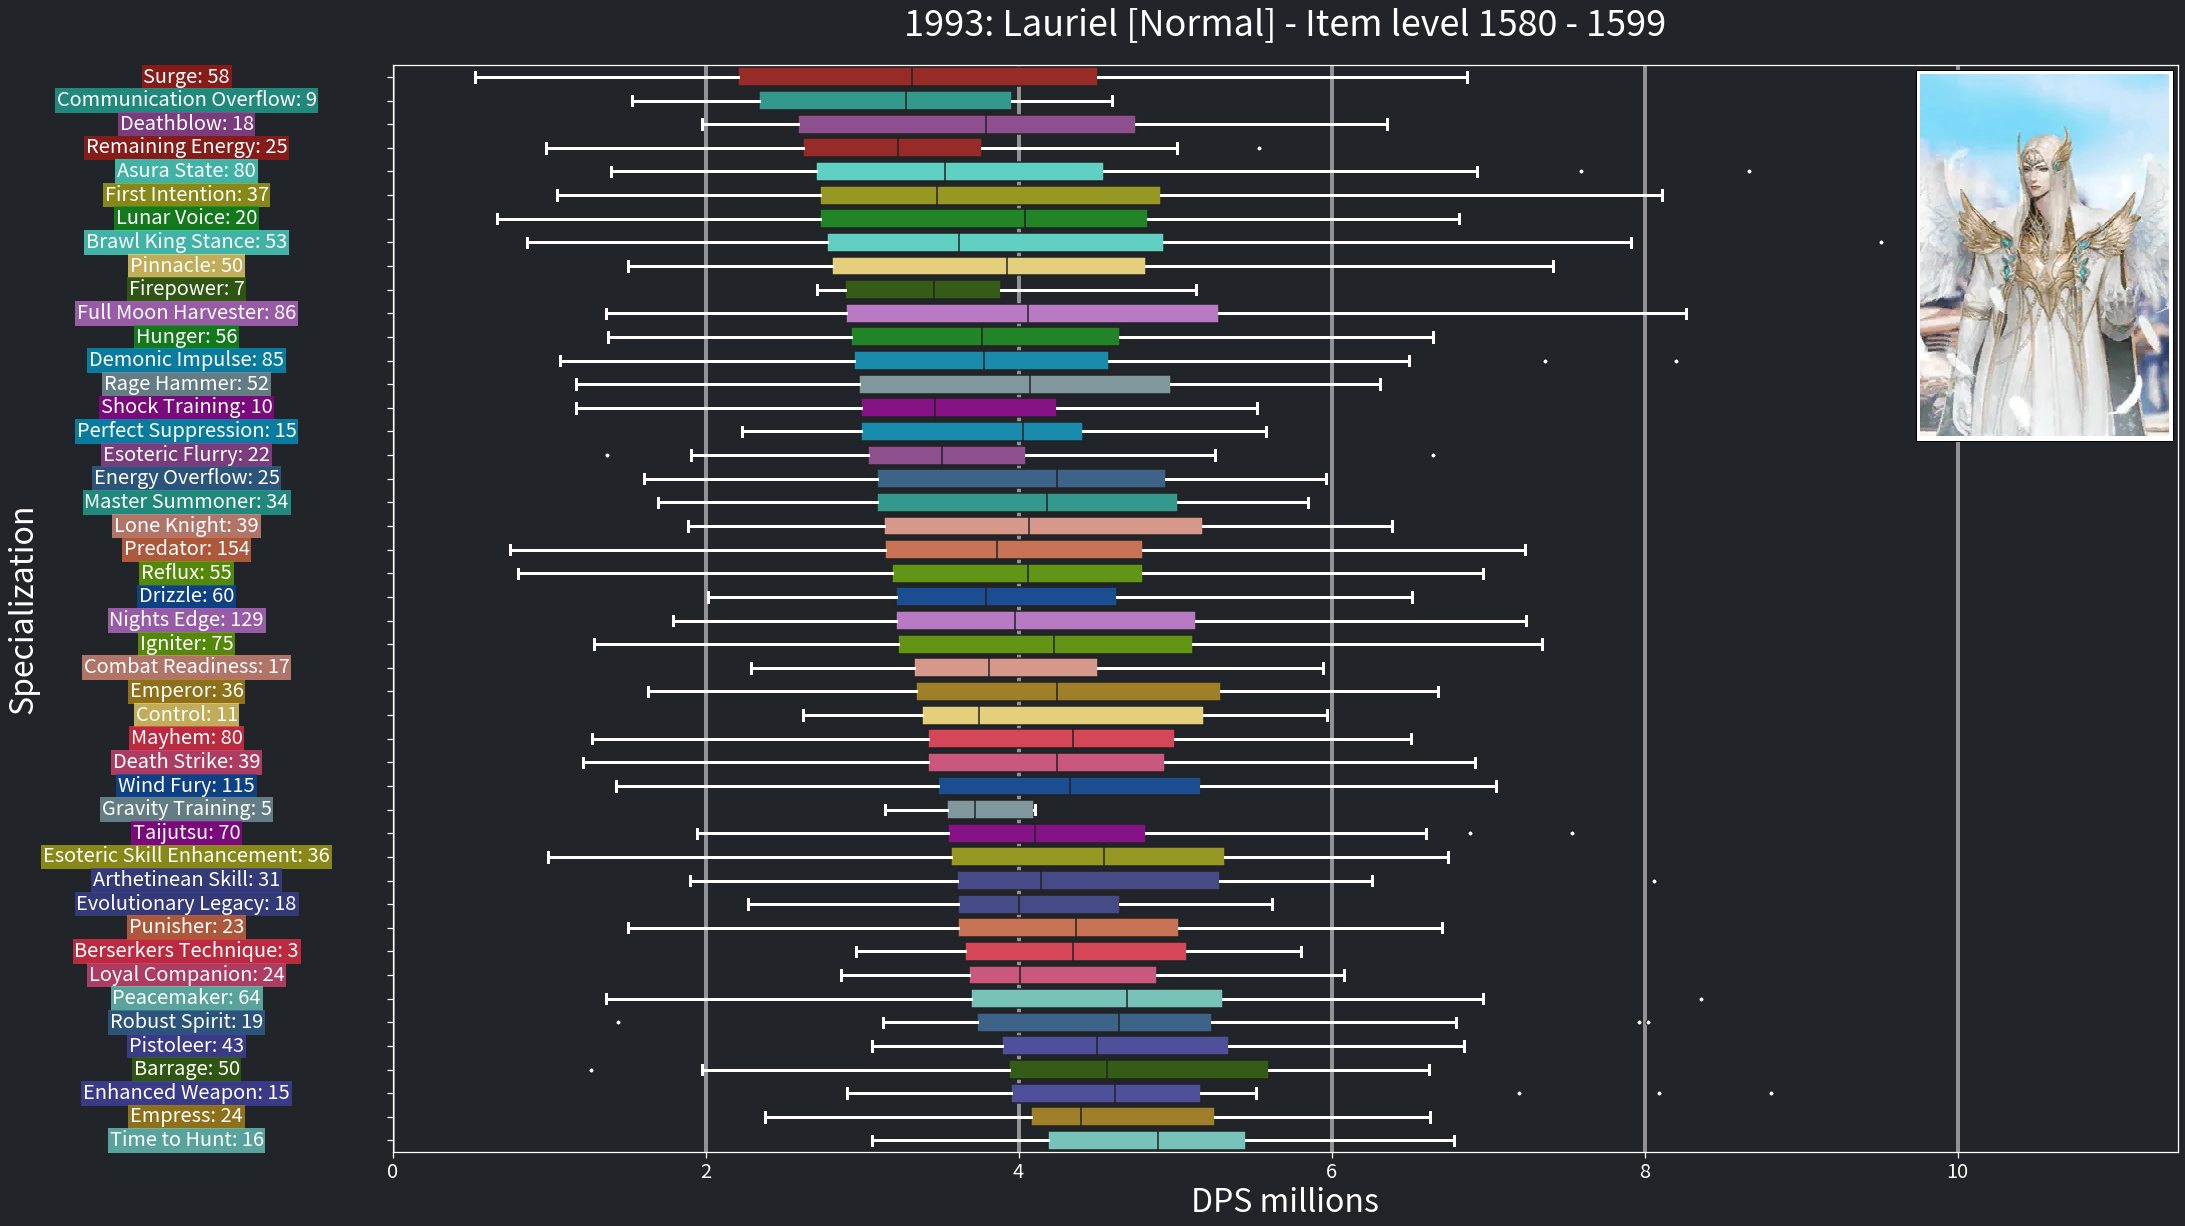 1993: Lauriel [Normal] - Item level 1580 - 1599
Surge: 58
Communication Overflow: 9
Deathblow: 18
Remaining Energy: 25
Asura State: 80
First Intention: 37
Lunar Voice: 20
Brawl King Stance: 53
Pinnacle: 50
Firepower: 7
Full Moon Harvester: 86
Hunger: 56
Demonic Impulse: 85
Rage Hammer: 52
Shock Training: 10
Perfect Suppression: 15
Esoteric Flurry: 22
Energy Overflow: 25
Master Summoner: 34
Lone Knight: 39
Predator: 154
Reflux: 55
Drizzle: 60
Nights Edge: 129
Igniter: 75
Combat Readiness: 17
Emperor: 36
Control: 11
Mayhem: 80
Death Strike: 39
Wind Fury: 115
Gravity Training: 5
Taijutsu: 70
Esoteric Skill Enhancement: 36
Arthetinean Skill: 31
Evolutionary Legacy: 18
Punisher: 23
Berserkers Technique: 3
Loyal Companion: 24
Peacemaker: 64
Robust Spirit: 19
Pistoleer: 43
Barrage: 50
Enhanced Weapon: 15
Empress: 24
Time to Hunt: 16
Specialization
0 2 4 6 8 10
DPS millions